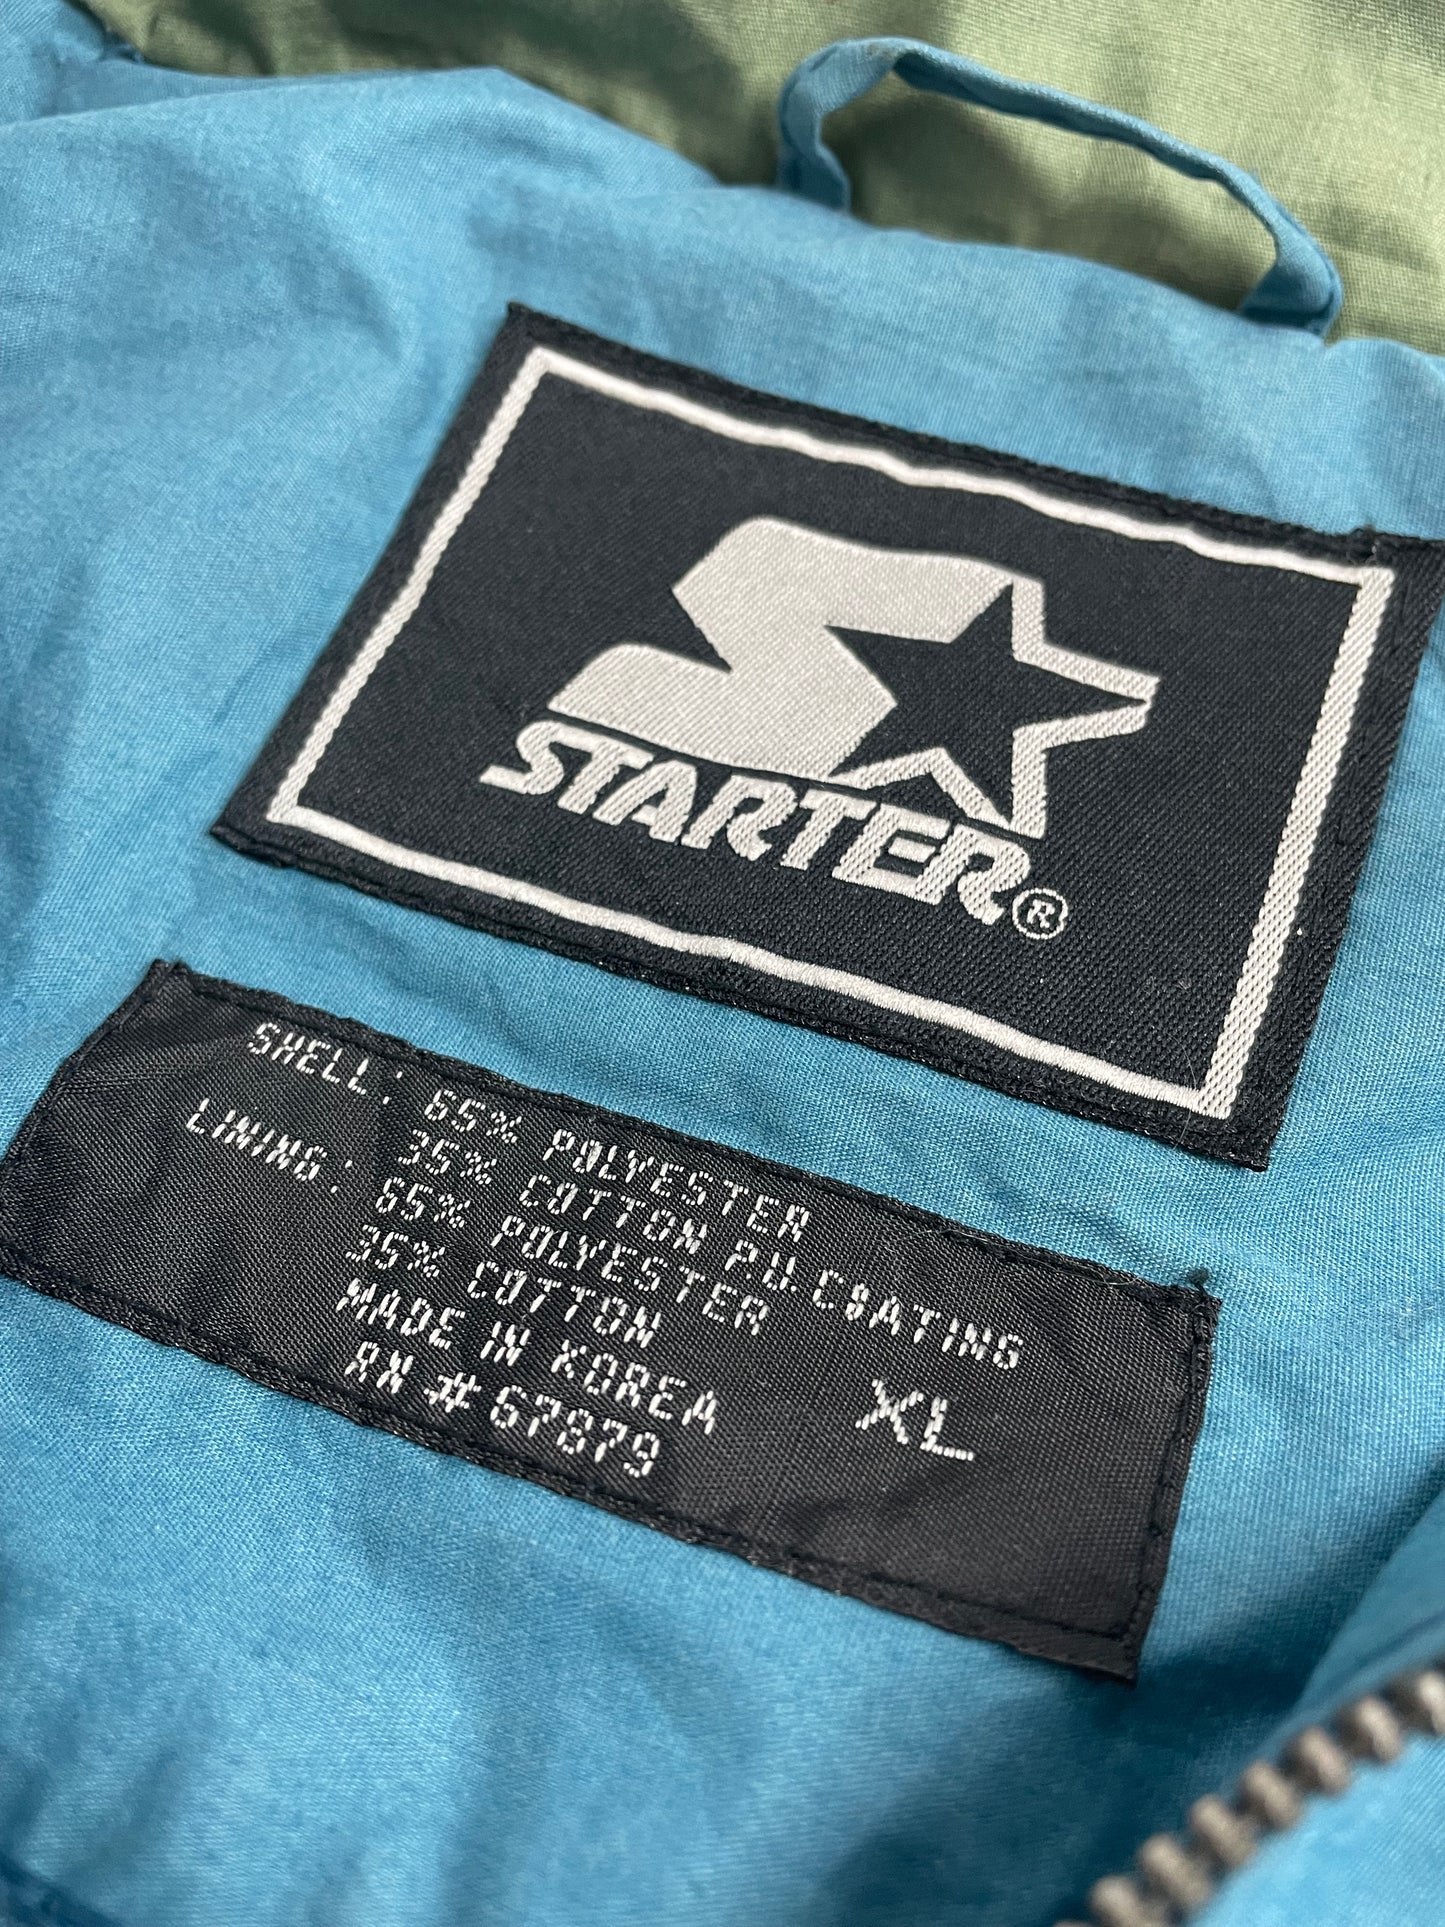 STARTER®
SHELL: 65% POLYESTER
35% COTTON P.U.COATING
LINING: 65% POLYESTER
35% COTTON
MADE IN KOREA XL
RN # 67879